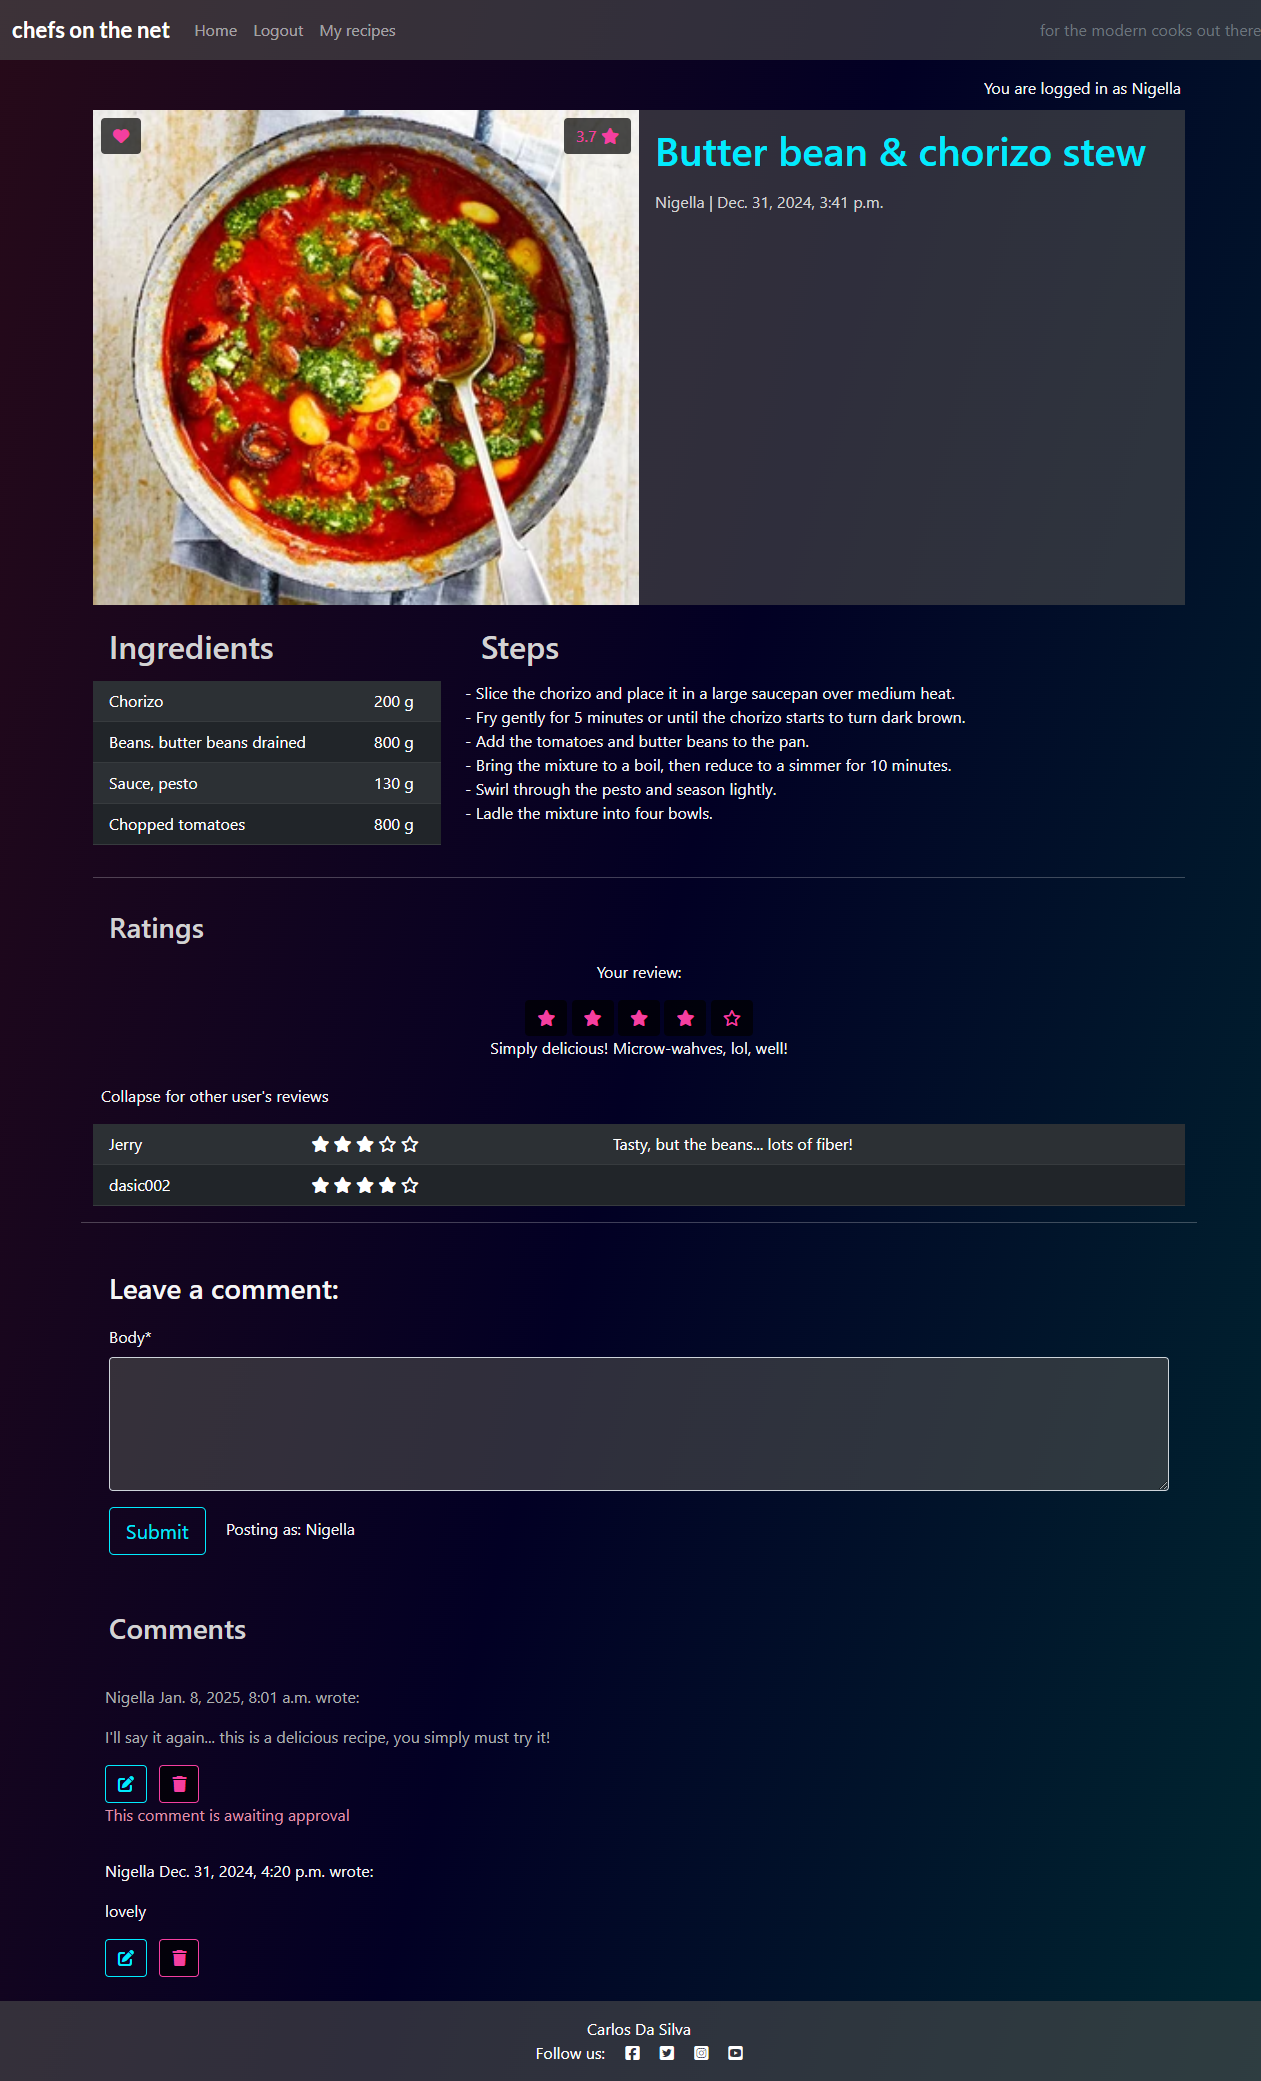 chefs on the net Home Logout My recipes for the modern cooks out there
You are logged in as Nigella
3.7
Butter bean & chorizo stew
Nigella | Dec. 31, 2024, 3:41 p.m.
Ingredients
Chorizo 200 g
Beans. butter beans drained 800 g
Sauce, pesto 130 g
Chopped tomatoes 800 g
Steps
- Slice the chorizo and place it in a large saucepan over medium heat.
- Fry gently for 5 minutes or until the chorizo starts to turn dark brown.
- Add the tomatoes and butter beans to the pan.
- Bring the mixture to a boil, then reduce to a simmer for 10 minutes.
- Swirl through the pesto and season lightly.
- Ladle the mixture into four bowls.
Ratings
Your review:
Simply delicious! Microw-wahves, lol, well!
Collapse for other user's reviews
Jerry Tasty, but the beans... lots of fiber!
dasic002
Leave a comment:
Body*
Submit Posting as: Nigella
Comments
Nigella Jan. 8, 2025, 8:01 a.m. wrote:
I'll say it again... this is a delicious recipe, you simply must try it!
This comment is awaiting approval
Nigella Dec. 31, 2024, 4:20 p.m. wrote:
lovely
Carlos Da Silva
Follow us: